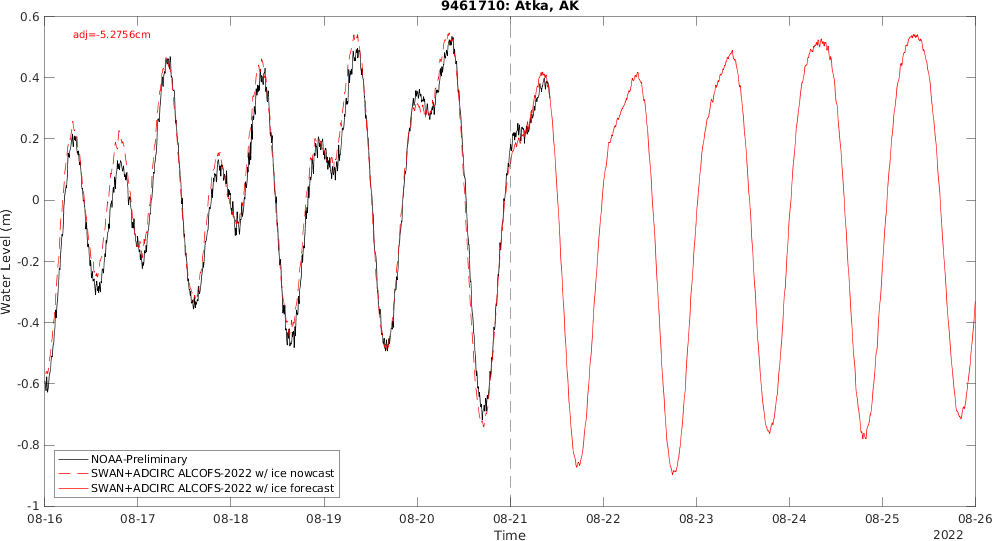 9461710: Atka, AK
adj=-5.2756cm
0.6
0.4
0.2
0
-0.2
-0.4
-0.6
-0.8
-1
Water Level (m)
NOAA-Preliminary
SWAN+ADCIRC ALCOFS-2022 w/ ice nowcast
SWAN+ADCIRC ALCOFS-2022 w/ ice forecast
08-16 08-17 08-18 08-19 08-20 08-21 08-22 08-23 08-24 08-25 08-26
Time
2022